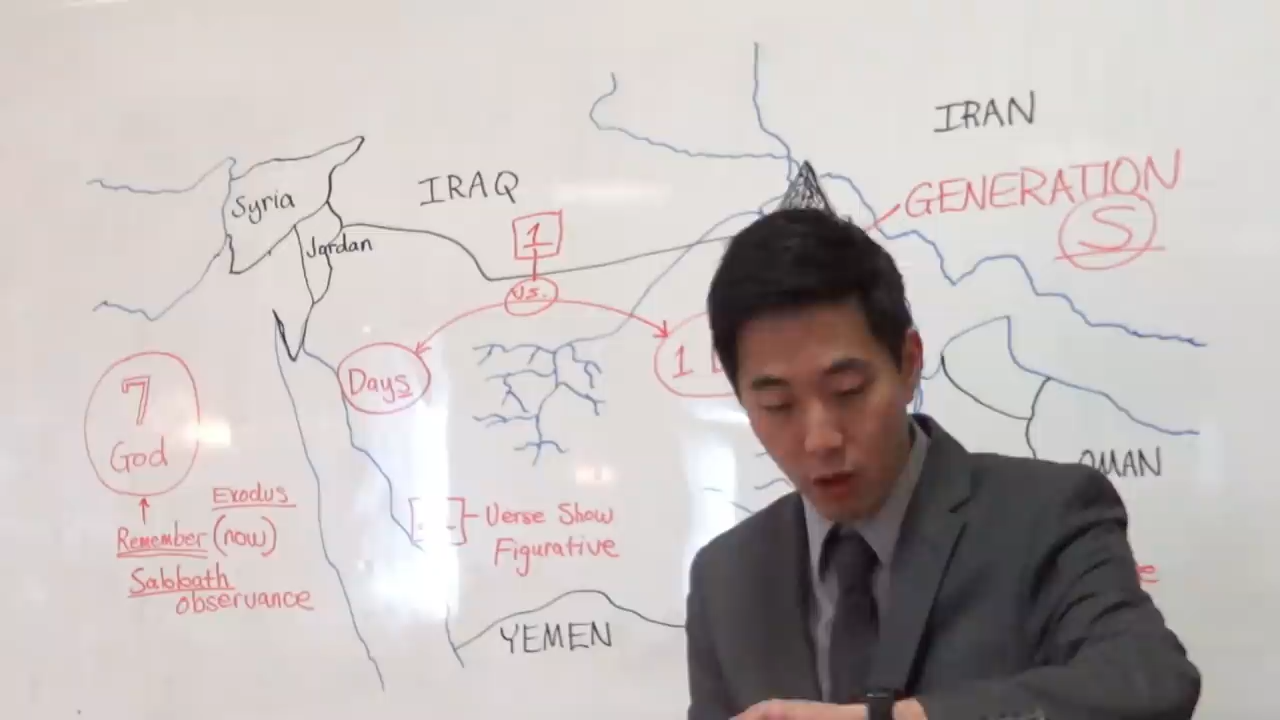 IRAN
GENERATION
S
IRAQ
Syria
Jordan
1
vs.
Days
1
7
God
Exodus
Remember (now)
Sabbath
observance
Verse Show
Figurative
OMAN
YEMEN